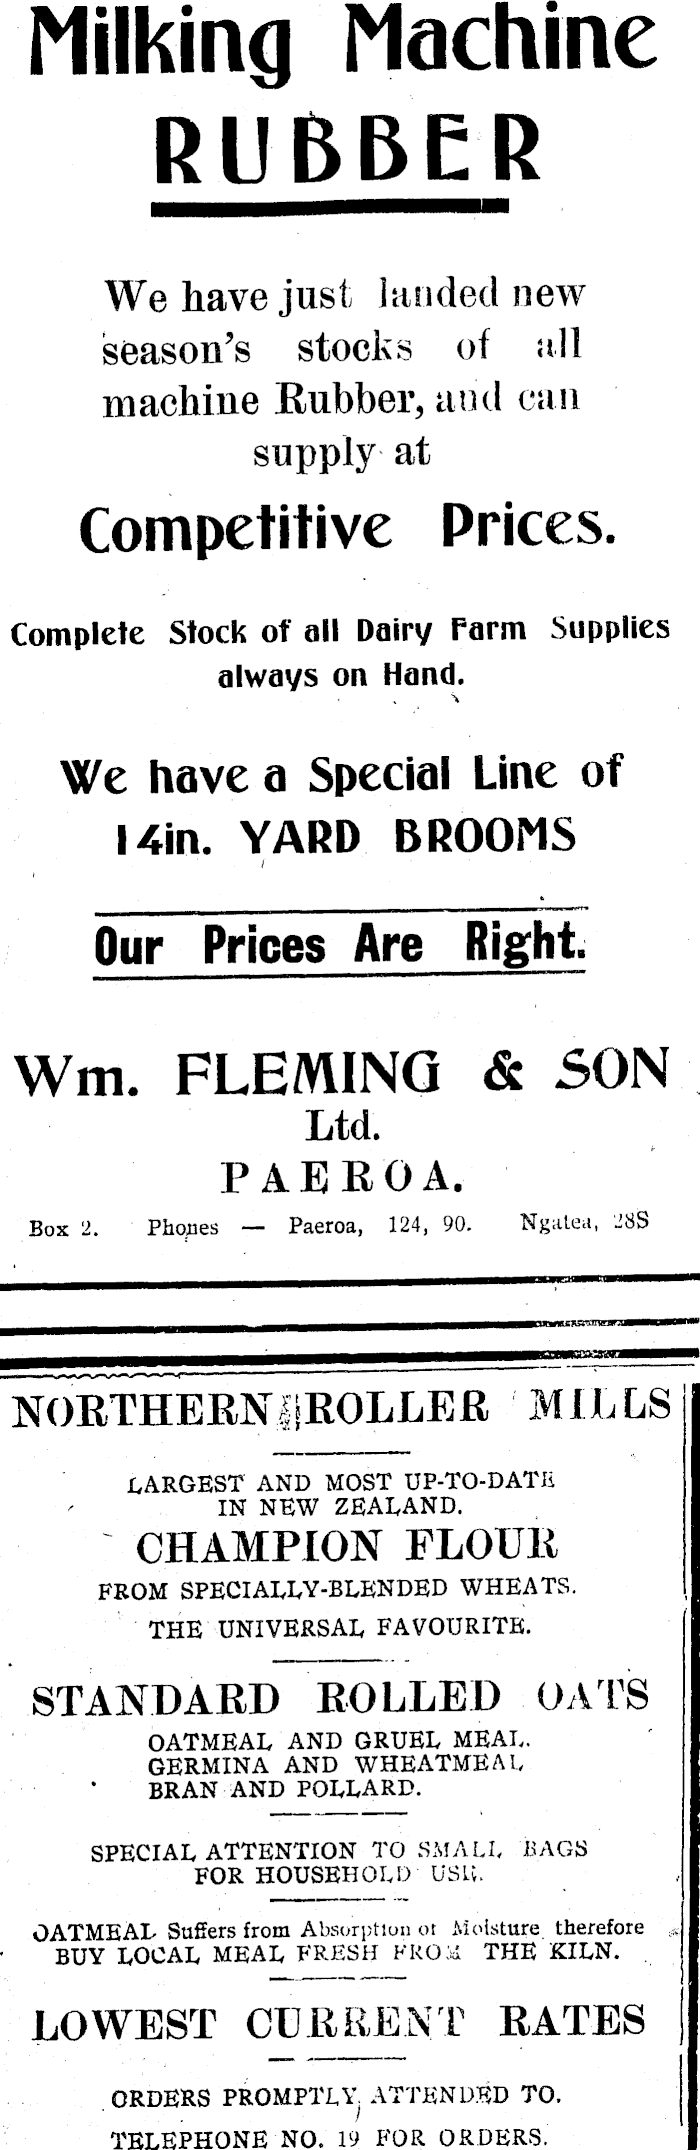 Milking Machine
RUBBER
We have just landed new
season's stocks of all
machine Rubber, and can
supply at
Competitive Prices.
Complete Stock of all Dairy Farm Supplies
always on Hand.
We have a Special Line of
14in. YARD BROOMS
Our Prices Are Right.
Wm. FLEMING & SON
Ltd.
PAEROA.
Box 2. Phones — Paeroa, 124, 90. Ngatea, 28S
NORTHERN ROLLER MILLS
LARGEST AND MOST UP-TO-DATE
IN NEW ZEALAND.
CHAMPION FLOUR
FROM SPECIALLY-BLENDED WHEATS.
THE UNIVERSAL FAVOURITE.
STANDARD ROLLED OATS
OATMEAL AND GRUEL MEAL.
GERMINA AND WHEATMEAL
BRAN AND POLLARD.
SPECIAL ATTENTION TO SMALL BAGS
FOR HOUSEHOLD USE.
OATMEAL Suffers from Absorption of Moisture therefore
BUY LOCAL MEAL FRESH FROM THE KILN.
LOWEST CURRENT RATES
ORDERS PROMPTLY ATTENDED TO.
TELEPHONE NO. 19 FOR ORDERS.